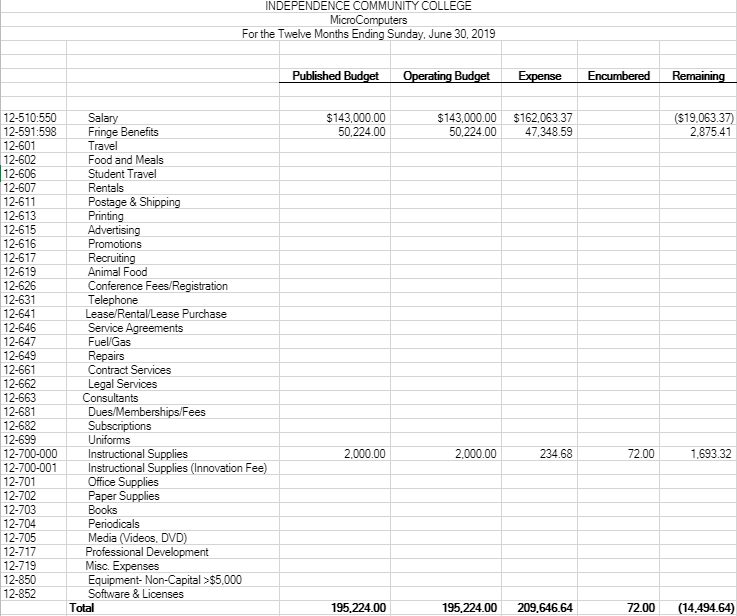 INDEPENDENCE COMMUNITY COLLEGE
MicroComputers
For the Twelve Months Ending Sunday, June 30, 2019
Published Budget Operating Budget Expense Encumbered Remaining
12-510:550 Salary $143,000.00 $143,000.00 $162,063.37 ($19,063.37)
12-591:598 Fringe Benefits 50,224.00 50,224.00 47,348.59 2,875.41
12-601 Travel
12-602 Food and Meals
12-606 Student Travel
12-607 Rentals
12-611 Postage & Shipping
12-613 Printing
12-615 Advertising
12-616 Promotions
12-617 Recruiting
12-619 Animal Food
12-626 Conference Fees/Registration
12-631 Telephone
12-641 Lease/Rental/Lease Purchase
12-646 Service Agreements
12-647 Fuel/Gas
12-649 Repairs
12-661 Contract Services
12-662 Legal Services
12-663 Consultants
12-681 Dues/Memberships/Fees
12-682 Subscriptions
12-699 Uniforms
12-700-000 Instructional Supplies 2,000.00 2,000.00 234.68 72.00 1,693.32
12-700-001 Instructional Supplies (Innovation Fee)
12-701 Office Supplies
12-702 Paper Supplies
12-703 Books
12-704 Periodicals
12-705 Media (Videos, DVD)
12-717 Professional Development
12-719 Misc. Expenses
12-850 Equipment- Non-Capital >$5,000
12-852 Software & Licenses
Total 195,224.00 195,224.00 209,646.64 72.00 (14,494.64)